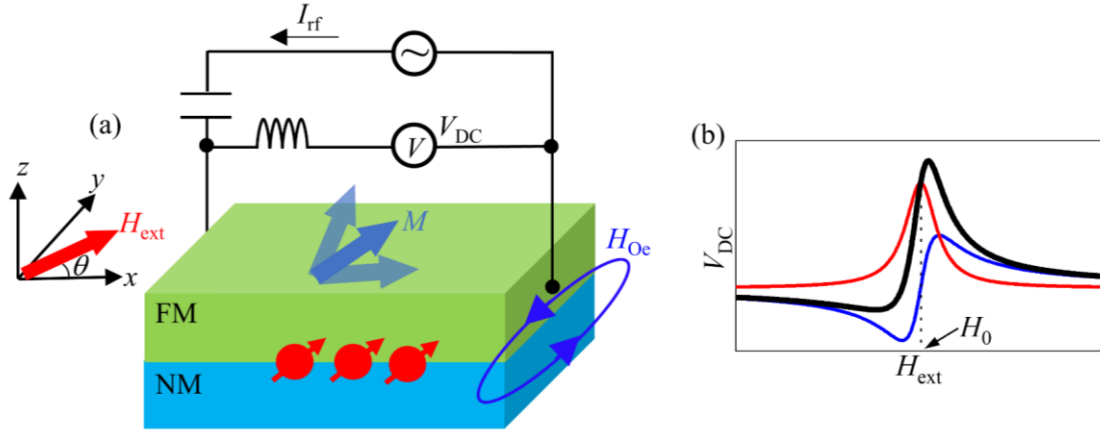 I_rf
(a)
V
V_DC
z
y
H_ext
θ
x
M
H_Oe
FM
NM
(b)
V_DC
H_0
H_ext